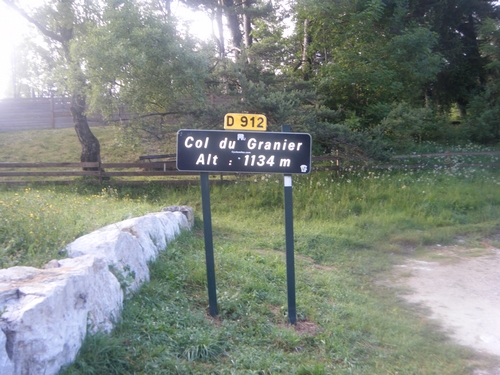 D 912
Col du Granier
Alt : 1134 m